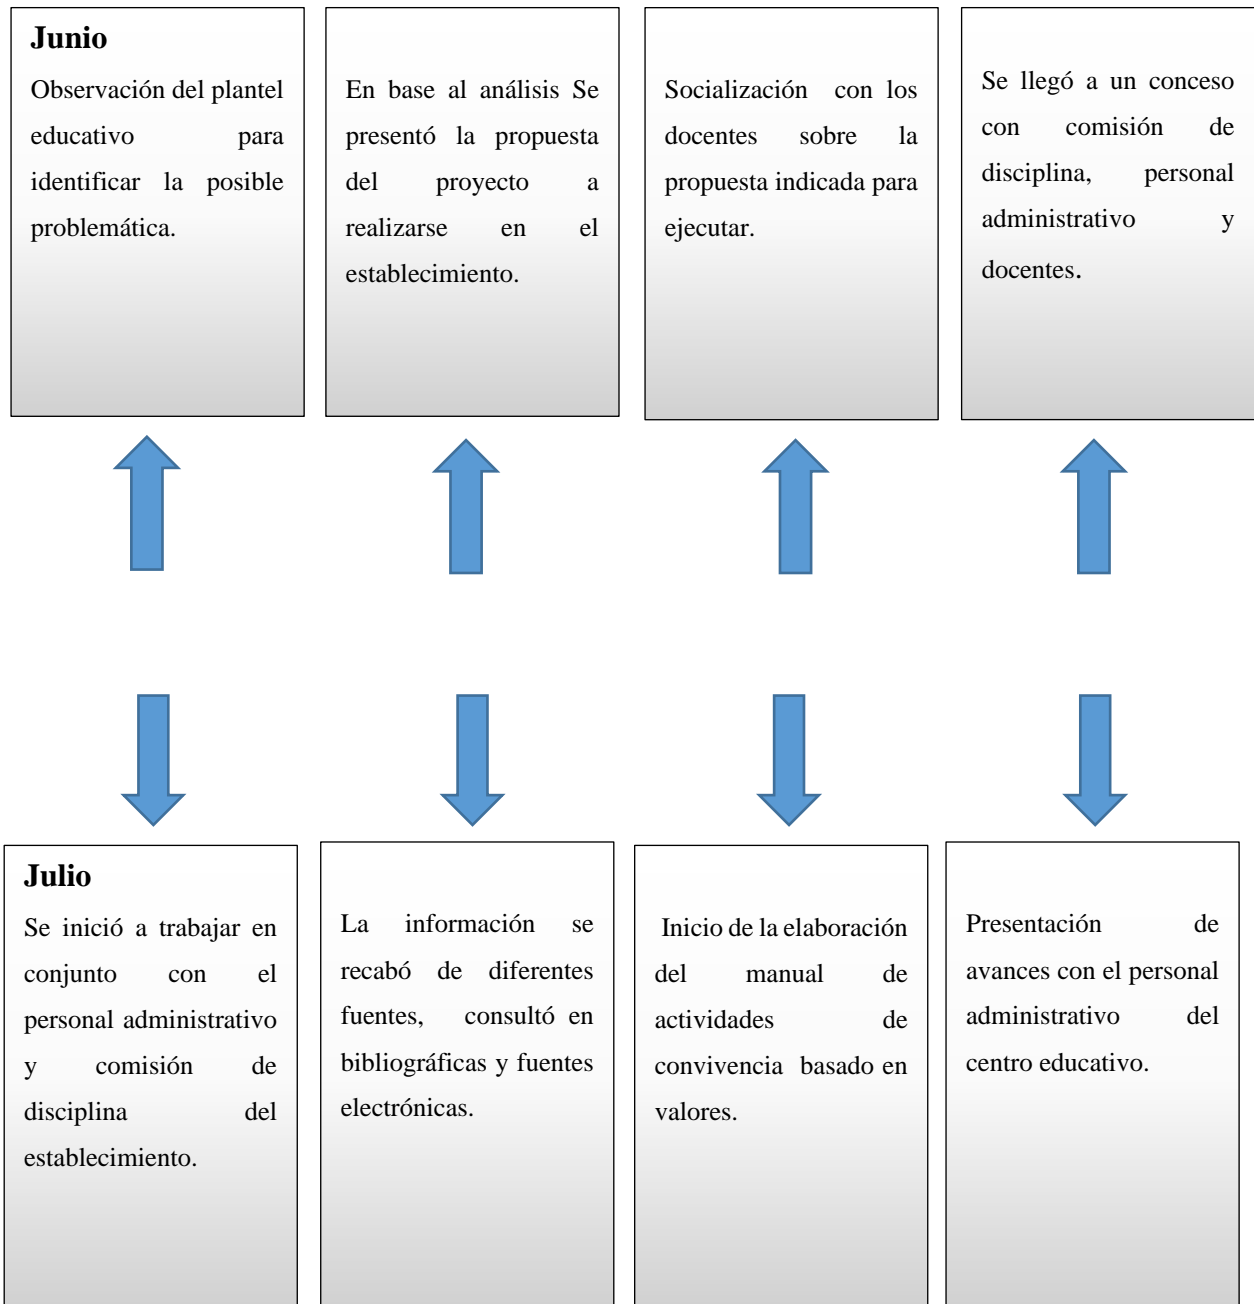 Junio
Observación del plantel
educativo para
identificar la posible
problemática.
En base al análisis Se
presentó la propuesta
del proyecto a
realizarse en el
establecimiento.
Socialización con los
docentes sobre la
propuesta indicada para
ejecutar.
Se llegó a un conceso
con comisión de
disciplina, personal
administrativo y
docentes.
Julio
Se inició a trabajar en
conjunto con el
personal administrativo
y comisión de
disciplina del
establecimiento.
La información se
recabó de diferentes
fuentes, consultó en
bibliográficas y fuentes
electrónicas.
Inicio de la elaboración
del manual de
actividades de
convivencia basado en
valores.
Presentación de
avances con el personal
administrativo del
centro educativo.